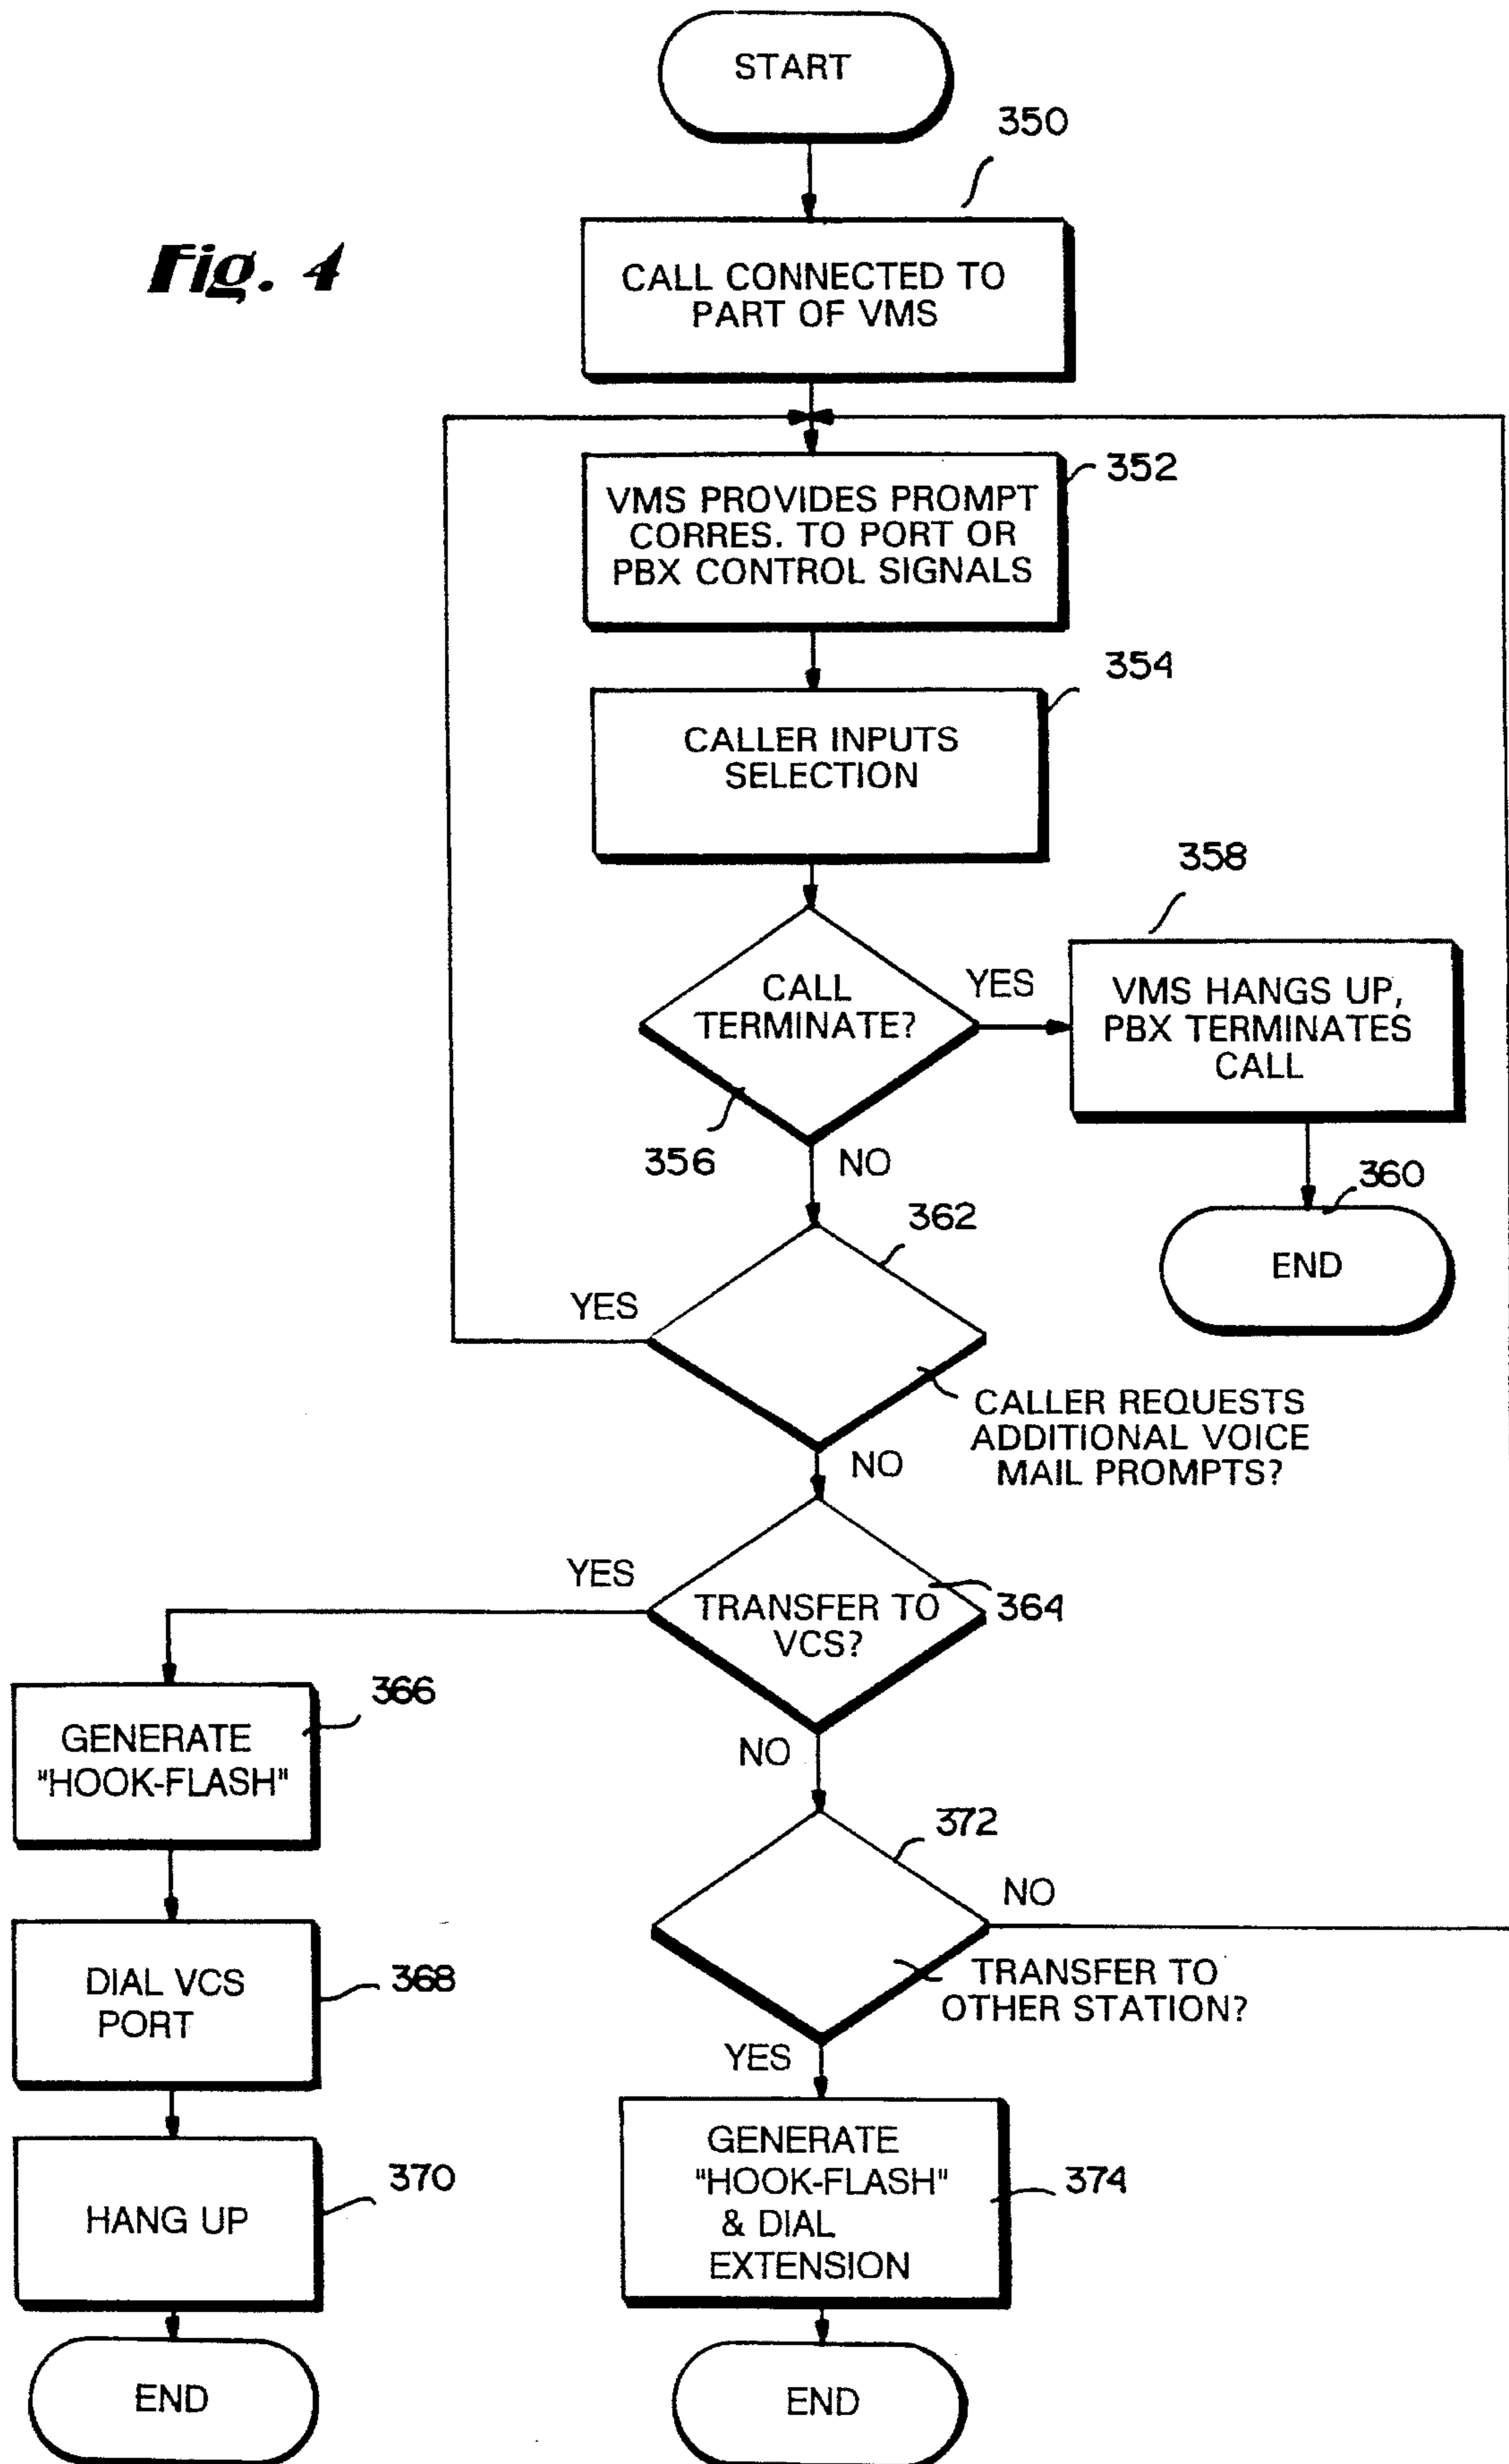 START
350
Fig. 4
CALL CONNECTED TO
PART OF VMS
352
VMS PROVIDES PROMPT
CORRES. TO PORT OR
PBX CONTROL SIGNALS
354
CALLER INPUTS
SELECTION
358
CALL
TERMINATE?
YES
VMS HANGS UP,
PBX TERMINATES
CALL
356
NO
360
END
362
YES
CALLER REQUESTS
ADDITIONAL VOICE
MAIL PROMPTS?
NO
YES
TRANSFER TO
VCS?
364
366
GENERATE
"HOOK-FLASH"
NO
372
NO
DIAL VCS
PORT
368
TRANSFER TO
OTHER STATION?
YES
370
HANG UP
GENERATE
"HOOK-FLASH"
& DIAL
EXTENSION
374
END
END